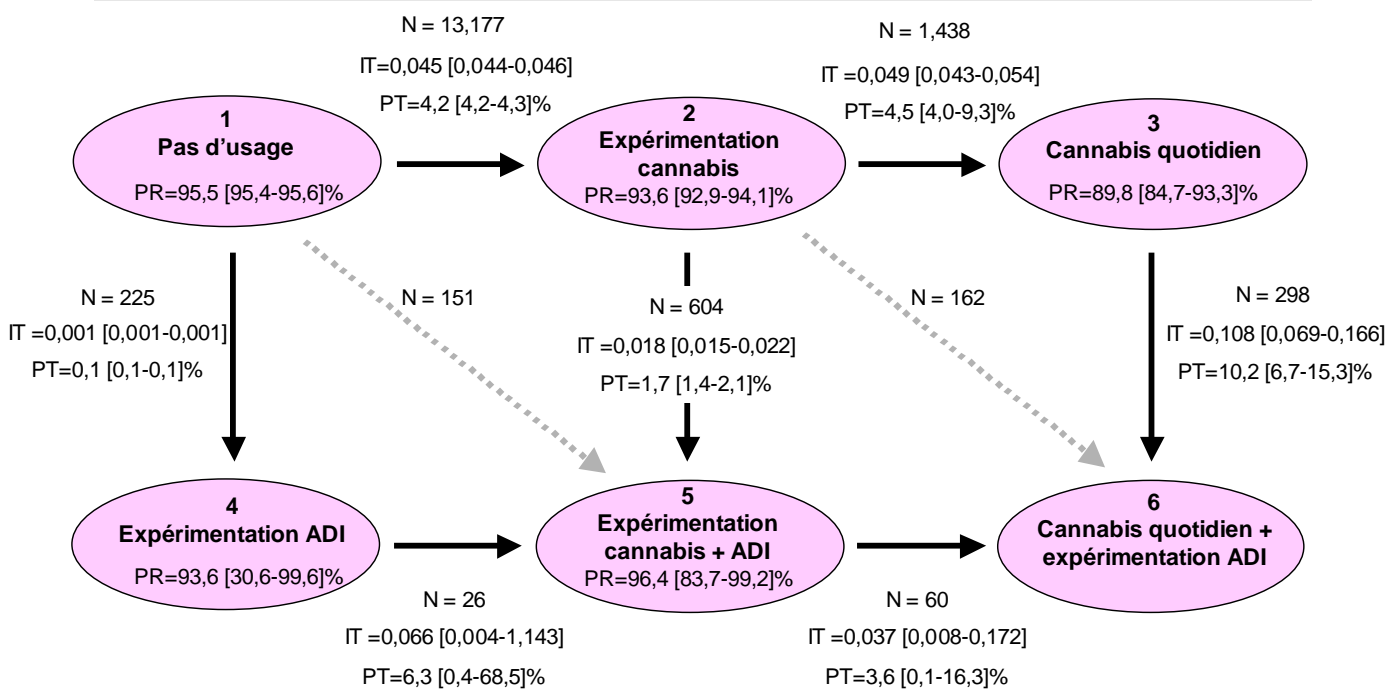 N = 13,177
IT=0,045 [0,044-0,046]
PT=4,2 [4,2-4,3]%
N = 1,438
IT =0,049 [0,043-0,054]
PT=4,5 [4,0-9,3]%
1
Pas d’usage
PR=95,5 [95,4-95,6]%
2
Expérimentation
cannabis
PR=93,6 [92,9-94,1]%
3
Cannabis quotidien
PR=89,8 [84,7-93,3]%
N = 225
IT =0,001 [0,001-0,001]
PT=0,1 [0,1-0,1]%
N = 151
N = 604
IT =0,018 [0,015-0,022]
PT=1,7 [1,4-2,1]%
N = 162
N = 298
IT =0,108 [0,069-0,166]
PT=10,2 [6,7-15,3]%
4
Expérimentation ADI
PR=93,6 [30,6-99,6]%
5
Expérimentation
cannabis + ADI
PR=96,4 [83,7-99,2]%
6
Cannabis quotidien +
expérimentation ADI
N = 26
IT =0,066 [0,004-1,143]
PT=6,3 [0,4-68,5]%
N = 60
IT =0,037 [0,008-0,172]
PT=3,6 [0,1-16,3]%